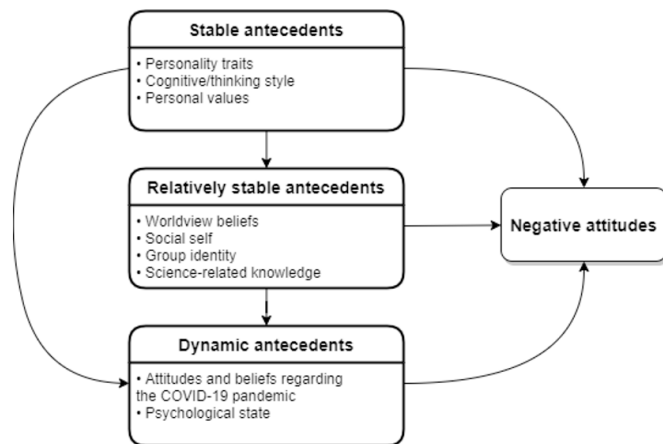 Stable antecedents
• Personality traits
• Cognitive/thinking style
• Personal values
Relatively stable antecedents
• Worldview beliefs
• Social self
• Group identity
• Science-related knowledge
Negative attitudes
Dynamic antecedents
• Attitudes and beliefs regarding
the COVID-19 pandemic
• Psychological state